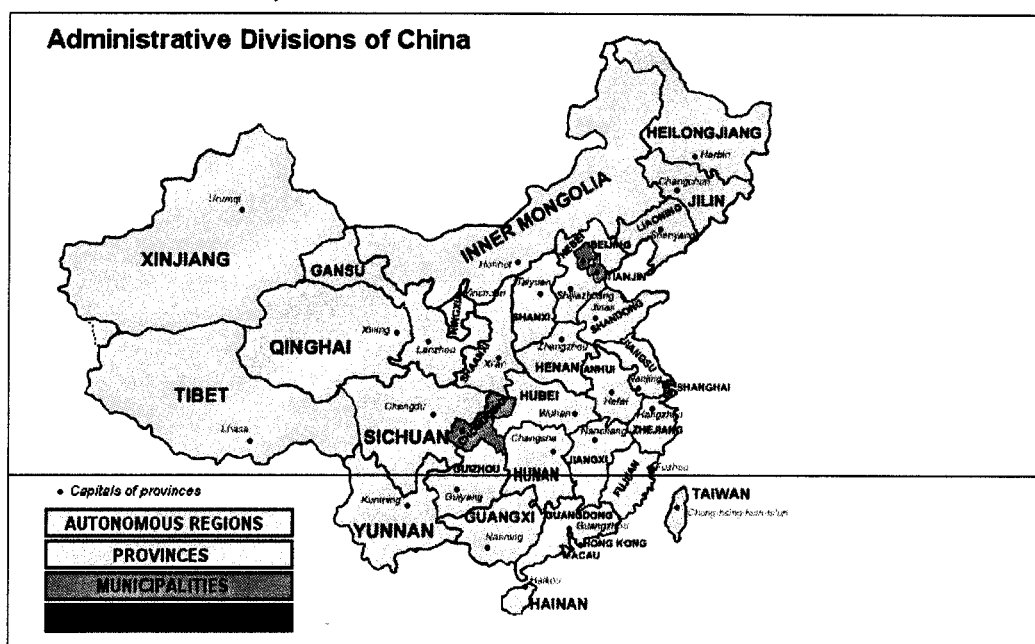 Administrative Divisions of China
HEILONGJIANG
Harbin
Changchun
JILIN
LIAONING
Shenyang
INNER MONGOLIA
Urumqi
XINJIANG
GANSU
Hohhot
HEBEI
BEIJING
TIANJIN
Taiyuan
Shijiazhuang
Jinan
SHANXI
SHANDONG
Xining
QINGHAI
Lanzhou
SHAANXI
Xi'an
Zhengzhou
HENAN
ANHUI
JIANGSU
Nanjing
SHANGHAI
TIBET
Lhasa
Chengdu
SICHUAN
HUBEI
Wuhan
Hefei
Hangzhou
ZHEJIANG
Changsha
Nanchang
HUNAN
JIANGXI
GUIZHOU
Guiyang
FUJIAN
Fuzhou
Kunming
YUNNAN
GUANGXI
Nanning
GUANGDONG
Guangzhou
HONG KONG
MACAU
TAIWAN
Haikou
HAINAN
• Capitals of provinces
AUTONOMOUS REGIONS
PROVINCES
MUNICIPALITIES